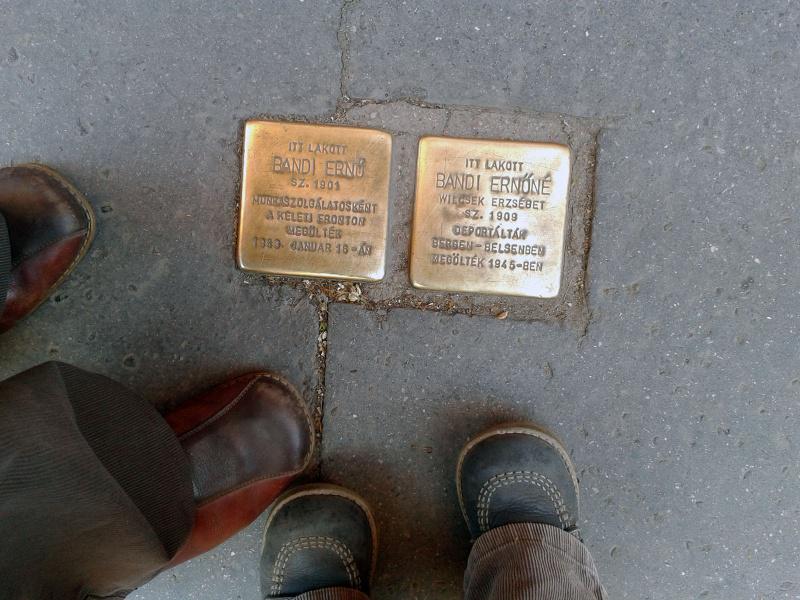 ITT LAKOTT
BANDI ERNŐ
SZ. 1901
MUNKASZOLGÁLATOSKÉNT
A KELETI FRONTON
MEGÖLTÉK
JANUÁR 16-ÁN
ITT LAKOTT
BANDI ERNŐNÉ
WILCSEK ERZSÉBET
SZ. 1909
DEPORTÁLTÁK
BERGEN-BELSENBEN
MEGÖLTÉK 1945-BEN